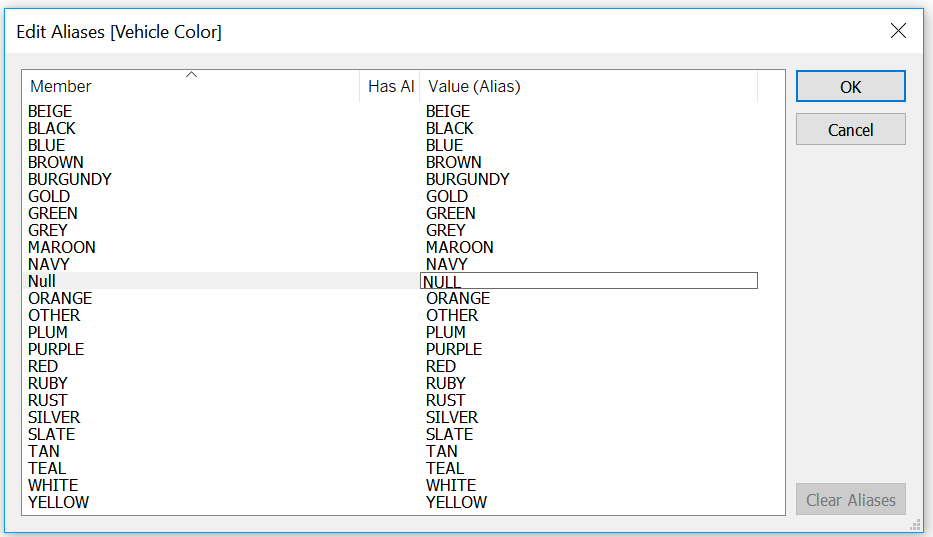 Edit Aliases [Vehicle Color]
Member Has Al Value (Alias)
BEIGE BEIGE
BLACK BLACK
BLUE BLUE
BROWN BROWN
BURGUNDY BURGUNDY
GOLD GOLD
GREEN GREEN
GREY GREY
MAROON MAROON
NAVY NAVY
Null NULL
ORANGE ORANGE
OTHER OTHER
PLUM PLUM
PURPLE PURPLE
RED RED
RUBY RUBY
RUST RUST
SILVER SILVER
SLATE SLATE
TAN TAN
TEAL TEAL
WHITE WHITE
YELLOW YELLOW
OK
Cancel
Clear Aliases